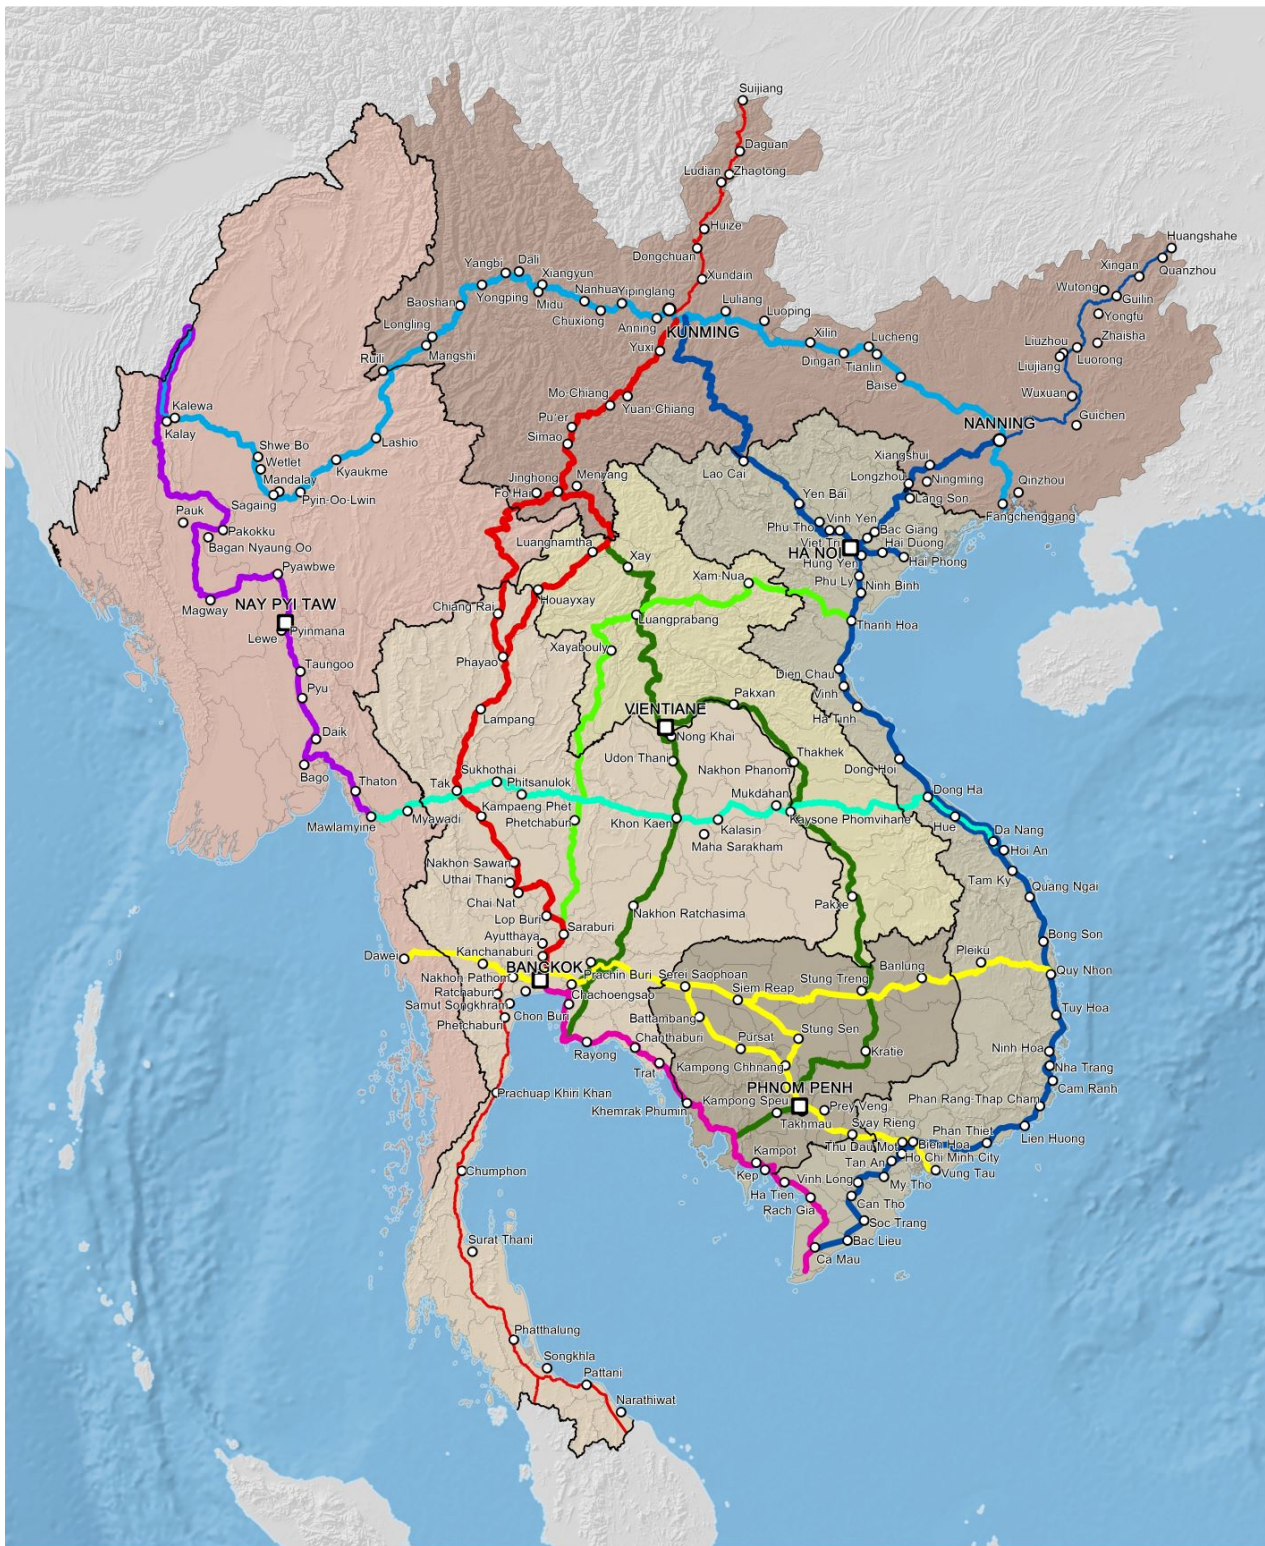 Suijiang
Daguan
Ludian
Zhaotong
Huize
Dongchuan
Xundain
Huangshahe
Quanzhou
Xingan
Wutong
Guilin
Yongfu
Zhaisha
Liuzhou
Luorong
Liujiang
Wuxuan
Guichen
Yangbi
Dali
Xiangyun
Yongping
Midu
Nanhua
Yipinglang
Chuxiong
Anning
Baoshan
Longling
Mangshi
Ruili
KUNMING
Luliang
Luoping
Xilin
Lucheng
Dingan
Tianlin
Baise
NANNING
Yuxi
Mo-Chiang
Yuan-Chiang
Pu'er
Simao
Jinghong
Menyang
Fo-Hai
Kalewa
Kalay
Shwe Bo
Wetlet
Mandalay
Sagaing
Pyin-Oo-Lwin
Kyaukme
Lashio
Pauk
Pakokku
Bagan Nyaung Oo
Pyawbwe
Magway
NAY PYI TAW
Lewe
Pyinmana
Taungoo
Pyu
Daik
Bago
Thaton
Mawlamyine
Myawadi
Dawei
Xiangshui
Longzhou
Ningming
Qinzhou
Fangchenggang
Lang Son
Lao Cai
Yen Bai
Vinh Yen
Phu Tho
Viet Tri
Bac Giang
HA NOI
Hai Duong
Hai Phong
Hung Yen
Phu Ly
Ninh Binh
Thanh Hoa
Dien Chau
Vinh
Ha Tinh
Dong Hoi
Dong Ha
Hue
Da Nang
Hoi An
Tam Ky
Quang Ngai
Bong Son
Pleiku
Quy Nhon
Tuy Hoa
Ninh Hoa
Nha Trang
Cam Ranh
Phan Rang-Thap Cham
Lien Huong
Phan Thiet
Luangnamtha
Xay
Xam-Nua
Houayxay
Luangprabang
Xayabouly
VIENTIANE
Pakxan
Thakhek
Kaysone Phomvihane
Pakxe
Chiang Rai
Phayao
Lampang
Sukhothai
Tak
Phitsanulok
Kampaeng Phet
Phetchabun
Nong Khai
Udon Thani
Nakhon Phanom
Mukdahan
Khon Kaen
Kalasin
Maha Sarakham
Nakhon Sawan
Uthai Thani
Chai Nat
Lop Buri
Saraburi
Nakhon Ratchasima
Ayutthaya
Kanchanaburi
BANGKOK
Prachin Buri
Nakhon Pathom
Ratchaburi
Chachoengsao
Samut Songkhram
Chon Buri
Phetchaburi
Rayong
Chanthaburi
Trat
Prachuap Khiri Khan
Chumphon
Surat Thani
Phatthalung
Songkhla
Pattani
Narathiwat
Serei Saophoan
Siem Reap
Stung Treng
Banlung
Battambang
Pursat
Stung Sen
Kratie
Kampong Chhnang
PHNOM PENH
Khemrak Phumin
Kampong Speu
Takhmau
Prey Veng
Svay Rieng
Kampot
Kep
Thu Dau Mot
Bien Hoa
Ho Chi Minh City
Vung Tau
Tan An
My Tho
Vinh Long
Ha Tien
Can Tho
Rach Gia
Soc Trang
Bac Lieu
Ca Mau